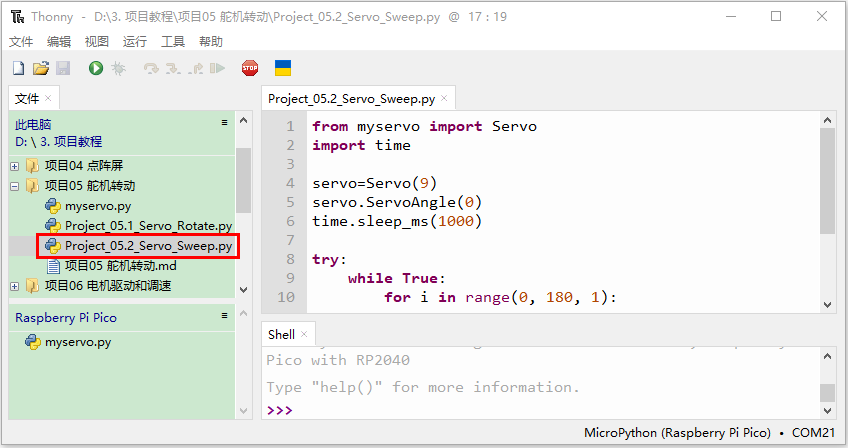 Thonny - D:\3. 项目教程\项目05 舵机转动\Project_05.2_Servo_Sweep.py @ 17 : 19
文件 编辑 视图 运行 工具 帮助
STOP
文件
此电脑
D: \ 3. 项目教程
项目04 点阵屏
项目05 舵机转动
myservo.py
Project_05.1_Servo_Rotate.py
Project_05.2_Servo_Sweep.py
项目05 舵机转动.md
项目06 电机驱动和调速
Raspberry Pi Pico
myservo.py
Project_05.2_Servo_Sweep.py
1 from myservo import Servo
2 import time
3
4 servo=Servo(9)
5 servo.ServoAngle(0)
6 time.sleep_ms(1000)
7
8 try:
9 while True:
10 for i in range(0, 180, 1):
Shell
Pico with RP2040
Type "help()" for more information.
>>>
MicroPython (Raspberry Pi Pico) • COM21